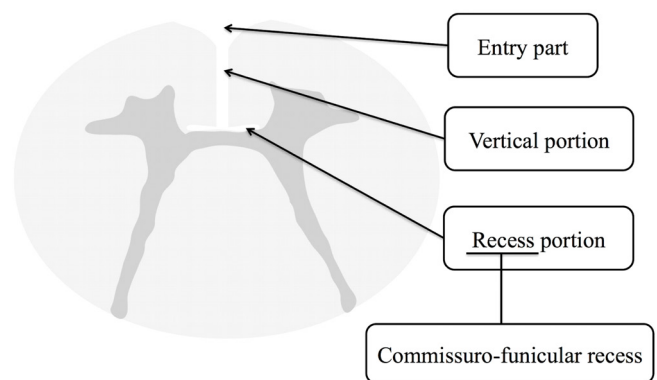 Entry part
Vertical portion
Recess portion
Commissuro-funicular recess